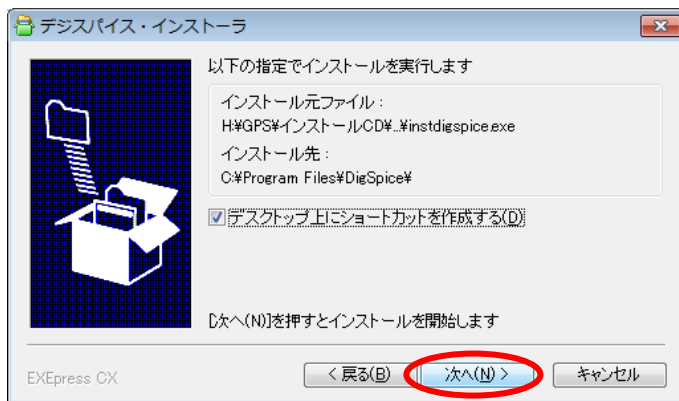 デジスパイス・インストーラ
以下の指定でインストールを実行します
インストール元ファイル：
H:¥GPS¥インストールCD¥..¥instdigspice.exe
インストール先：
C:¥Program Files¥DigSpice¥
デスクトップ上にショートカットを作成する(D)
[次へ(N)]を押すとインストールを開始します
EXEpress CX
< 戻る(B)
次へ(N) >
キャンセル